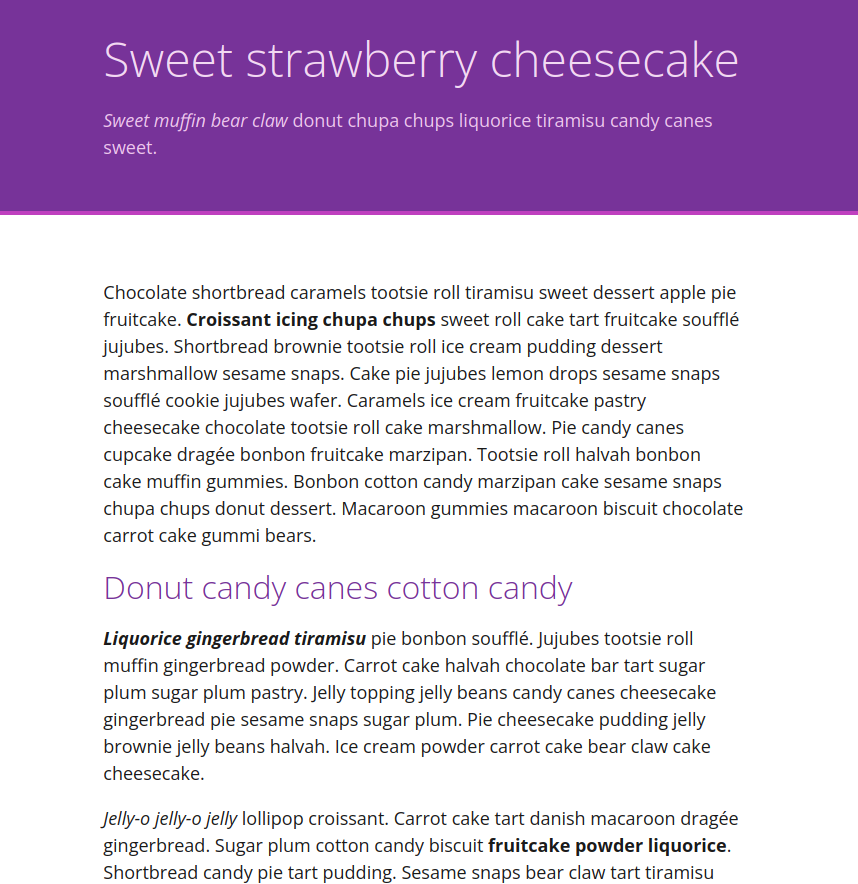 Sweet strawberry cheesecake
Sweet muffin bear claw donut chupa chups liquorice tiramisu candy canes
sweet.
Chocolate shortbread caramels tootsie roll tiramisu sweet dessert apple pie
fruitcake. Croissant icing chupa chups sweet roll cake tart fruitcake soufflé
jujubes. Shortbread brownie tootsie roll ice cream pudding dessert
marshmallow sesame snaps. Cake pie jujubes lemon drops sesame snaps
soufflé cookie jujubes wafer. Caramels ice cream fruitcake pastry
cheesecake chocolate tootsie roll cake marshmallow. Pie candy canes
cupcake dragée bonbon fruitcake marzipan. Tootsie roll halvah bonbon
cake muffin gummies. Bonbon cotton candy marzipan cake sesame snaps
chupa chups donut dessert. Macaroon gummies macaroon biscuit chocolate
carrot cake gummi bears.
Donut candy canes cotton candy
Liquorice gingerbread tiramisu pie bonbon soufflé. Jujubes tootsie roll
muffin gingerbread powder. Carrot cake halvah chocolate bar tart sugar
plum sugar plum pastry. Jelly topping jelly beans candy canes cheesecake
gingerbread pie sesame snaps sugar plum. Pie cheesecake pudding jelly
brownie jelly beans halvah. Ice cream powder carrot cake bear claw cake
cheesecake.
Jelly-o jelly-o jelly lollipop croissant. Carrot cake tart danish macaroon dragée
gingerbread. Sugar plum cotton candy biscuit fruitcake powder liquorice.
Shortbread candy pie tart pudding. Sesame snaps bear claw tart tiramisu